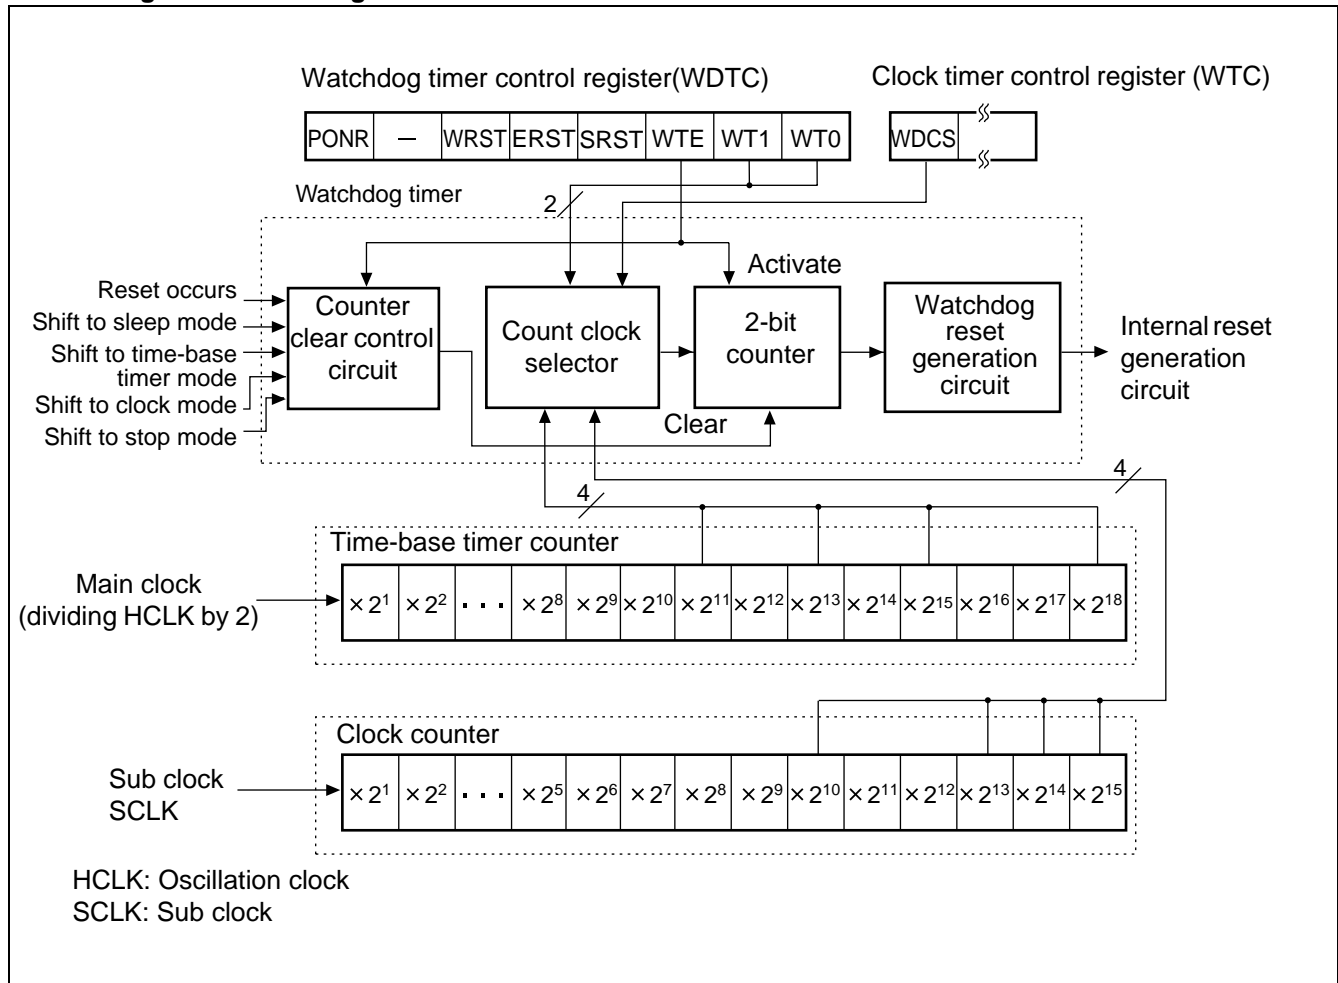 Watchdog timer control register(WDTC)
Clock timer control register (WTC)
PONR — WRST ERST SRST WTE WT1 WT0
WDCS
Watchdog timer
2
Activate
Reset occurs
Shift to sleep mode
Shift to time-base
timer mode
Shift to clock mode
Shift to stop mode
Counter
clear control
circuit
Count clock
selector
2-bit
counter
Watchdog
reset
generation
circuit
Internal reset
generation
circuit
Clear
4
4
Time-base timer counter
Main clock
(dividing HCLK by 2)
×2¹ ×2² · · · ×2⁸ ×2⁹ ×2¹⁰ ×2¹¹ ×2¹² ×2¹³ ×2¹⁴ ×2¹⁵ ×2¹⁶ ×2¹⁷ ×2¹⁸
Clock counter
Sub clock
SCLK
×2¹ ×2² · · · ×2⁵ ×2⁶ ×2⁷ ×2⁸ ×2⁹ ×2¹⁰ ×2¹¹ ×2¹² ×2¹³ ×2¹⁴ ×2¹⁵
HCLK: Oscillation clock
SCLK: Sub clock